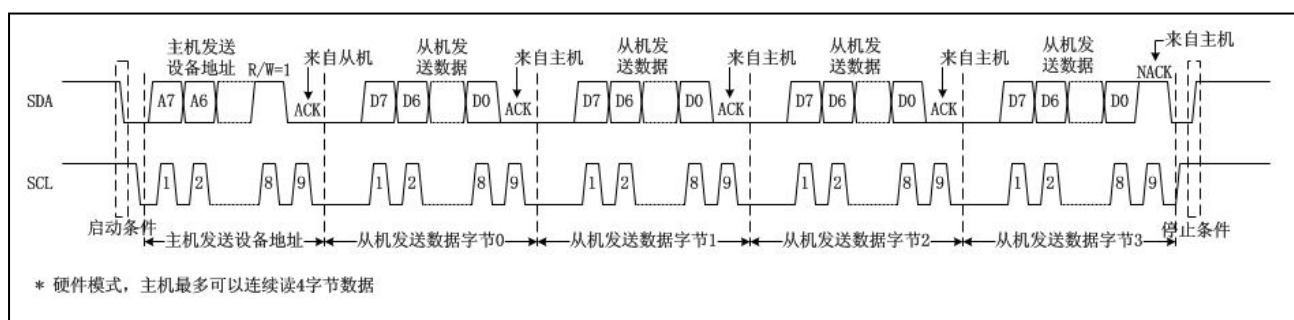 主机发送
设备地址 R/W=1
来自从机
从机发
送数据
来自主机
从机发
送数据
来自主机
从机发
送数据
来自主机
从机发
送数据
来自主机
NACK
SDA
A7 A6 ACK D7 D6 D0 ACK D7 D6 D0 ACK D7 D6 D0 ACK D7 D6 D0
SCL
1 2 8 9 1 2 8 9 1 2 8 9 1 2 8 9 1 2 8 9
启动条件
主机发送设备地址
从机发送数据字节0
从机发送数据字节1
从机发送数据字节2
从机发送数据字节3
停止条件
* 硬件模式，主机最多可以连续读4字节数据